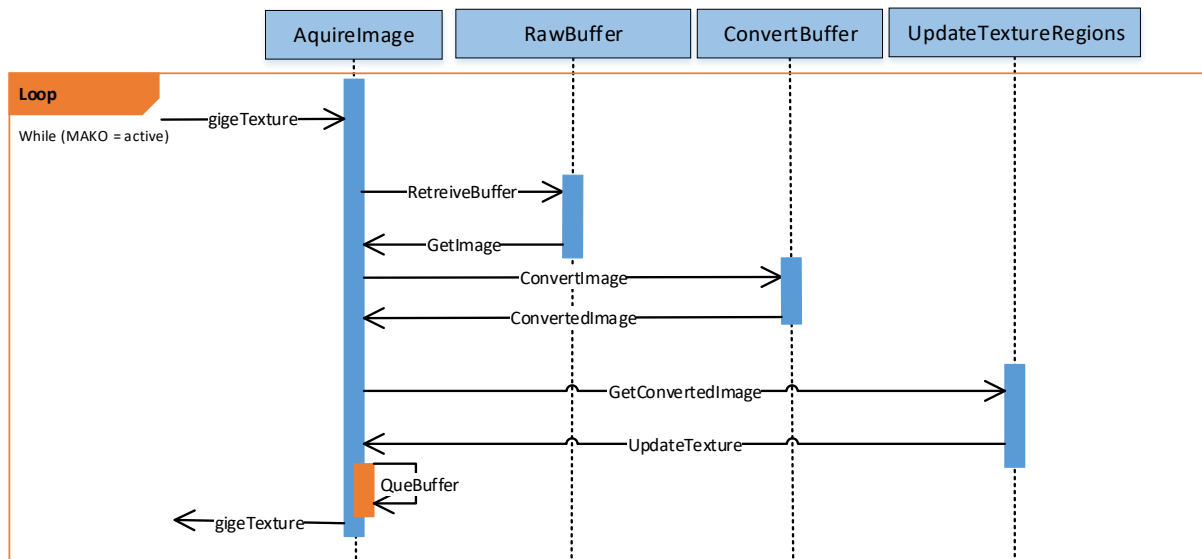 AquireImage
RawBuffer
ConvertBuffer
UpdateTextureRegions
Loop
While (MAKO = active)
gigeTexture
RetreiveBuffer
GetImage
ConvertImage
ConvertedImage
GetConvertedImage
UpdateTexture
QueBuffer
gigeTexture